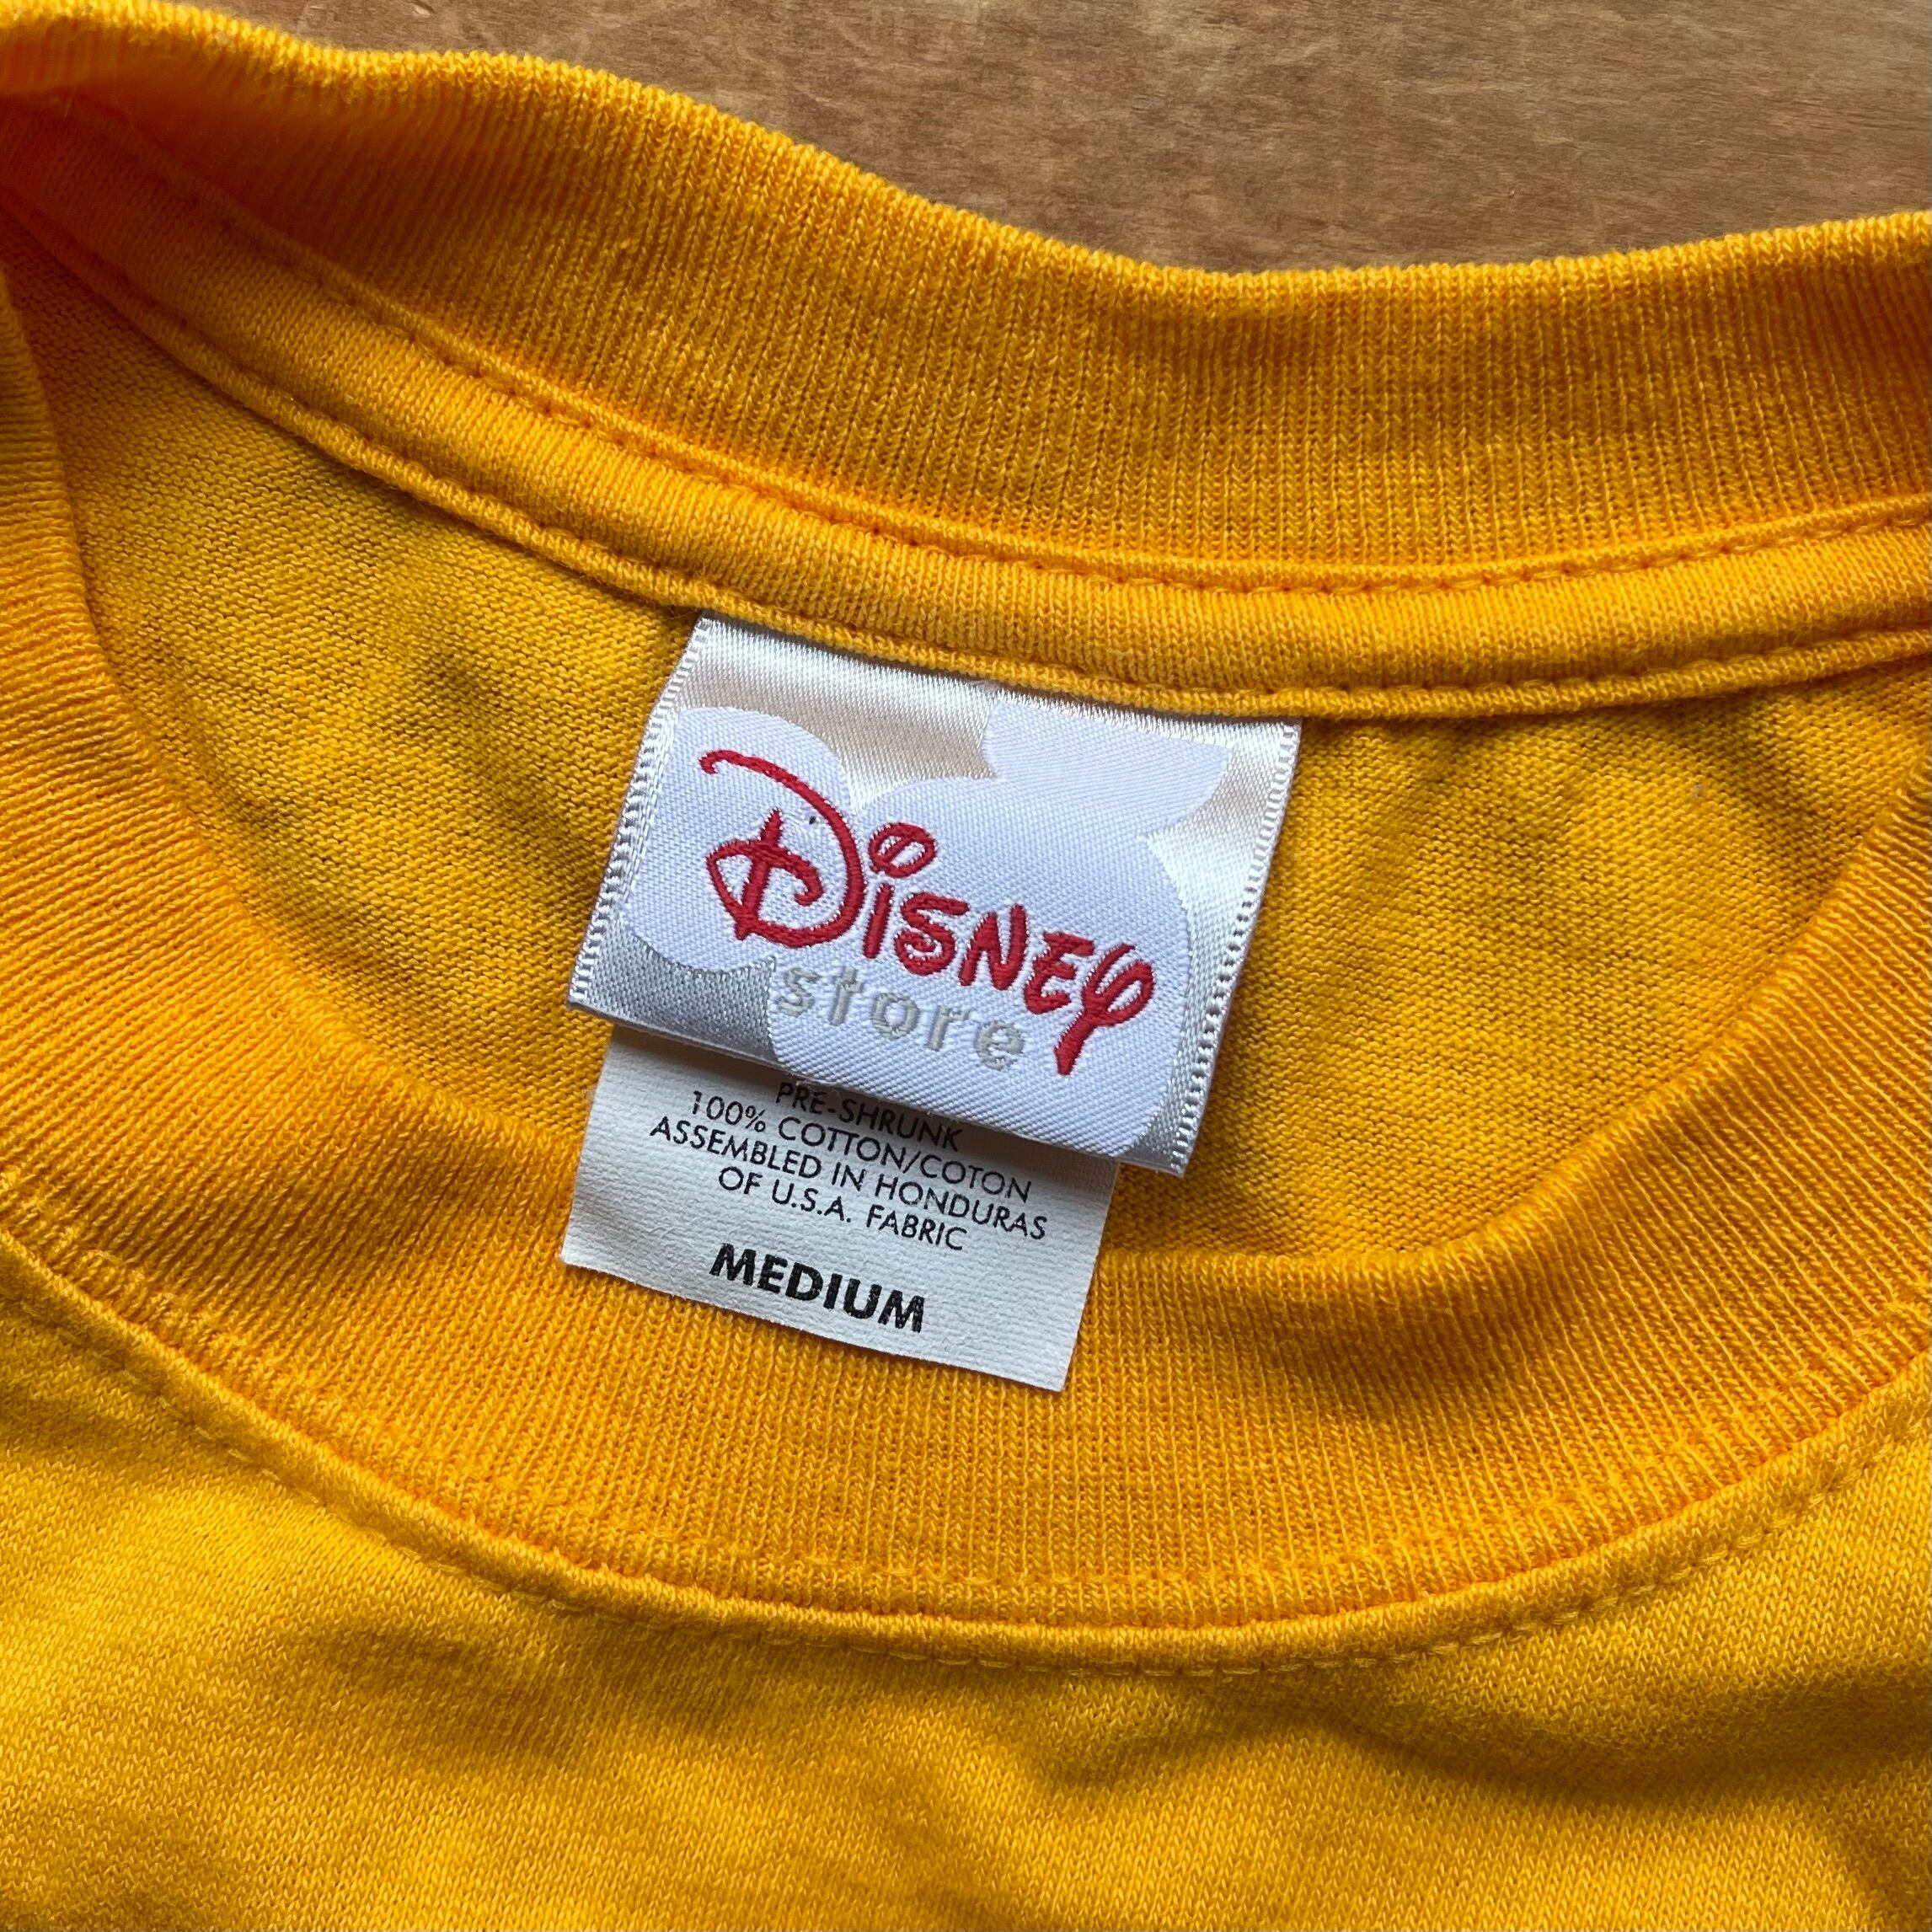 Disney
store
PRE-SHRUNK
100% COTTON/COTON
ASSEMBLED IN HONDURAS
OF U.S.A. FABRIC
MEDIUM